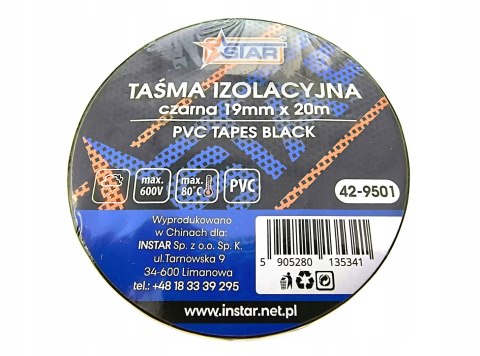 STAR
TAŚMA IZOLACYJNA
czarna 19mm x 20m
PVC TAPES BLACK
max.
600V
max.
80°C
PVC
42-9501
Wyprodukowano
w Chinach dla:
INSTAR Sp. z o.o. Sp. K.
ul.Tarnowska 9
34-600 Limanowa
tel.: +48 18 33 39 295
5 905280 135341
www.instar.net.pl